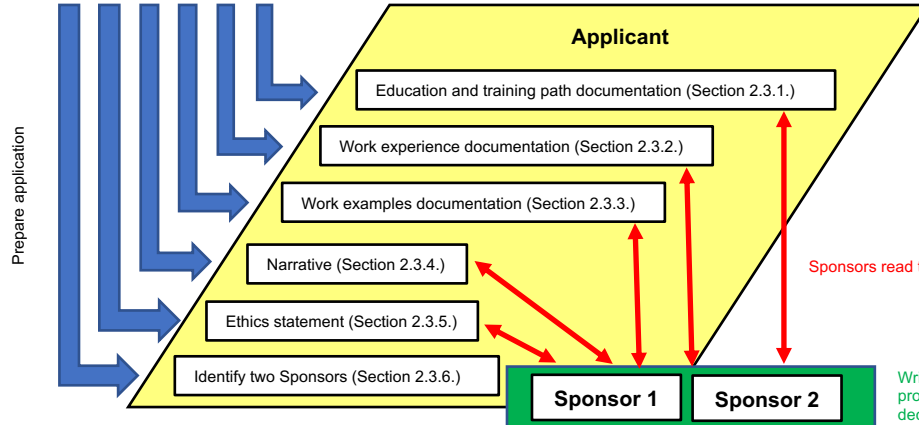 Applicant
Education and training path documentation (Section 2.3.1.)
Work experience documentation (Section 2.3.2.)
Work examples documentation (Section 2.3.3.)
Prepare application
Narrative (Section 2.3.4.)
Sponsors read
Ethics statement (Section 2.3.5.)
Identify two Sponsors (Section 2.3.6.)
Sponsor 1
Sponsor 2